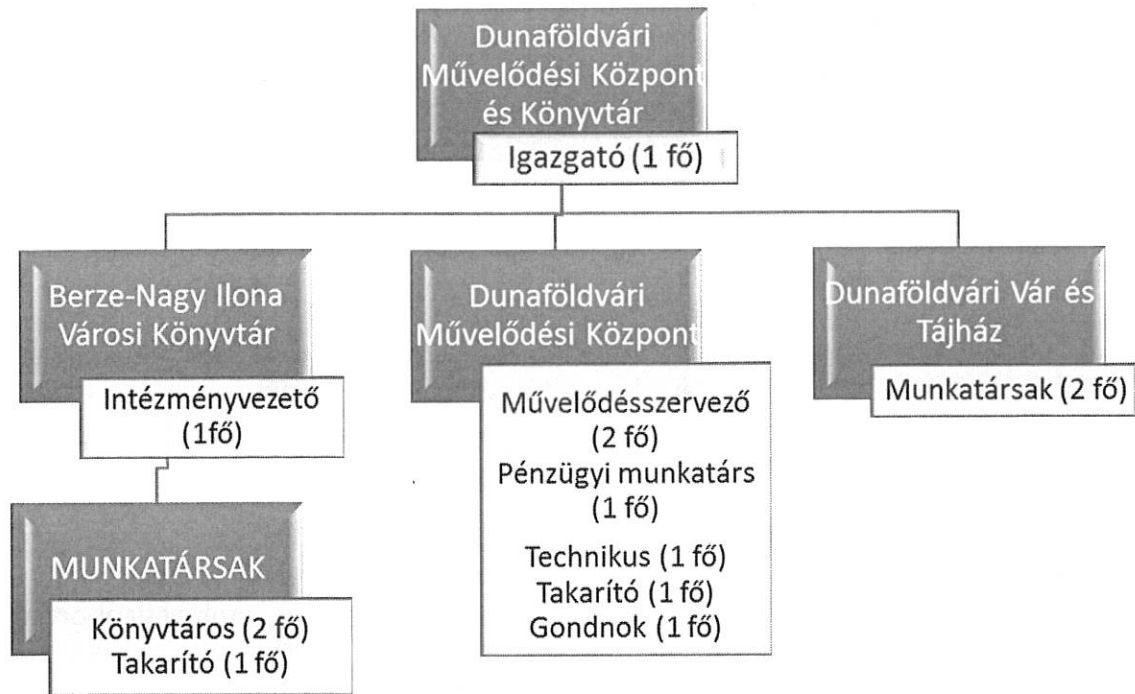 Dunaföldvári
Művelődési Központ
és Könyvtár
Igazgató (1 fő)
Berze-Nagy Ilona
Városi Könyvtár
Intézményvezető
(1fő)
MUNKATÁRSAK
Könyvtáros (2 fő)
Takarító (1 fő)
Dunaföldvári
Művelődési Központ
Művelődésszervező
(2 fő)
Pénzügyi munkatárs
(1 fő)
Technikus (1 fő)
Takarító (1 fő)
Gondnok (1 fő)
Dunaföldvári Vár és
Tájház
Munkatársak (2 fő)